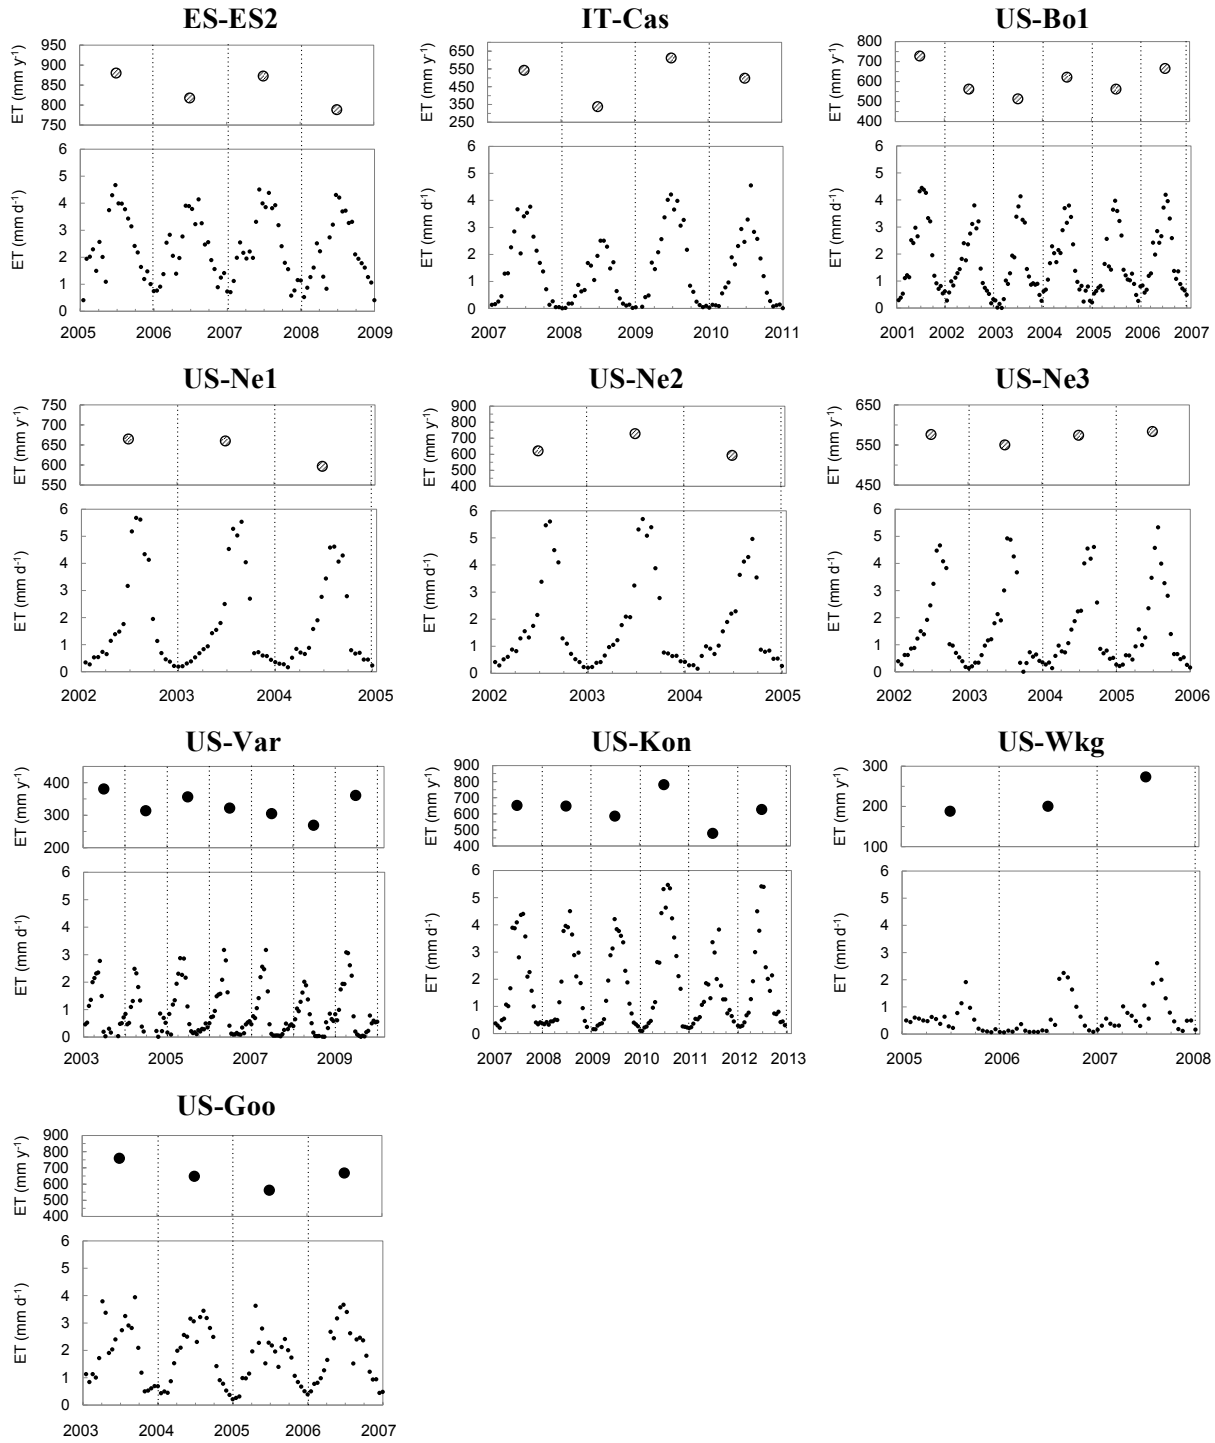 ES-ES2 IT-Cas US-Bo1
ET (mm y-1) 950 900 850 800 750
ET (mm y-1) 650 550 450 350 250
ET (mm y-1) 800 700 600 500 400
ET (mm d-1) 6 5 4 3 2 1 0
ET (mm d-1) 6 5 4 3 2 1 0
ET (mm d-1) 6 5 4 3 2 1 0
2005 2006 2007 2008 2009
2007 2008 2009 2010 2011
2001 2002 2003 2004 2005 2006 2007
US-Ne1 US-Ne2 US-Ne3
ET (mm y-1) 750 700 650 600 550
ET (mm y-1) 900 800 700 600 500 400
ET (mm y-1) 650 550 450
ET (mm d-1) 6 5 4 3 2 1 0
ET (mm d-1) 6 5 4 3 2 1 0
ET (mm d-1) 6 5 4 3 2 1 0
2002 2003 2004 2005
2002 2003 2004 2005
2002 2003 2004 2005 2006
US-Var US-Kon US-Wkg
ET (mm y-1) 400 300 200
ET (mm y-1) 900 800 700 600 500 400
ET (mm y-1) 300 200 100
ET (mm d-1) 6 5 4 3 2 1 0
ET (mm d-1) 6 5 4 3 2 1 0
ET (mm d-1) 6 5 4 3 2 1 0
2003 2005 2007 2009
2007 2008 2009 2010 2011 2012 2013
2005 2006 2007 2008
US-Goo
ET (mm y-1) 900 800 700 600 500 400
ET (mm d-1) 6 5 4 3 2 1 0
2003 2004 2005 2006 2007